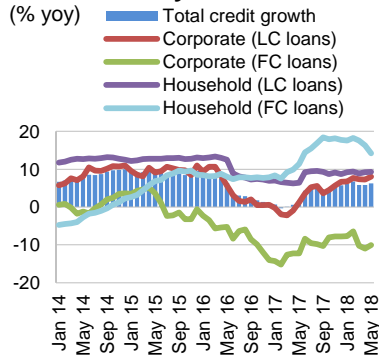 (% yoy)
Total credit growth
Corporate (LC loans)
Corporate (FC loans)
Household (LC loans)
Household (FC loans)
20
10
0
-10
-20
Jan 14
May 14
Sep 14
Jan 15
May 15
Sep 15
Jan 16
May 16
Sep 16
Jan 17
May 17
Sep 17
Jan 18
May 18